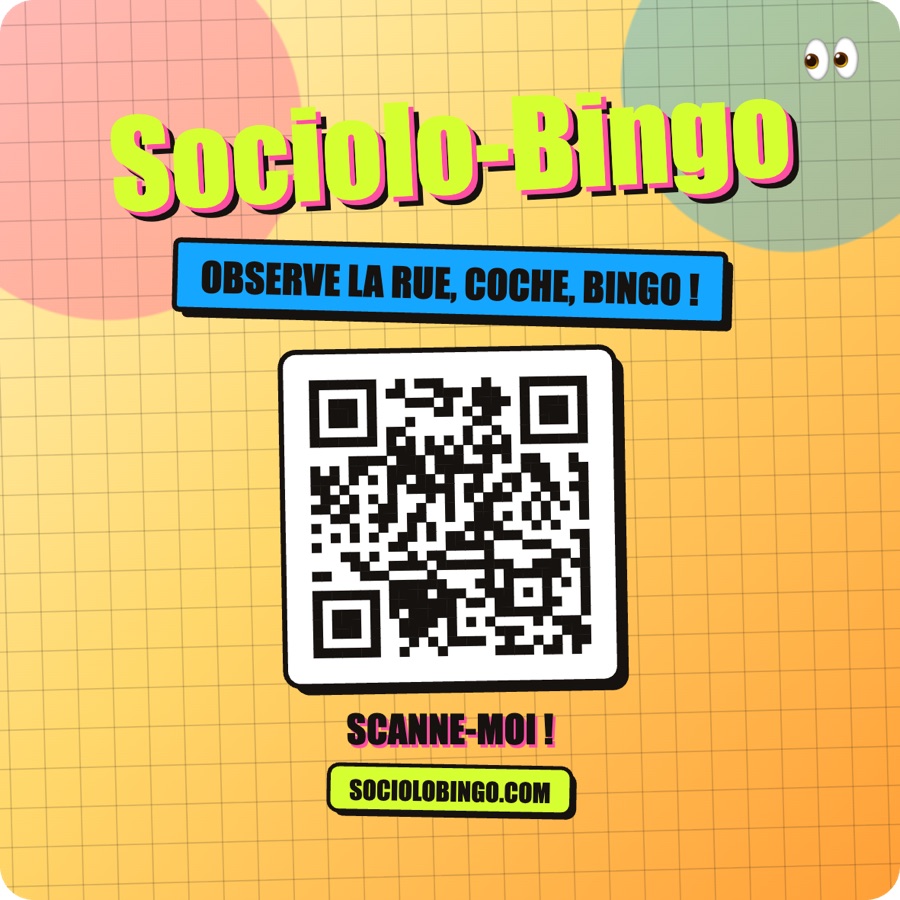 Sociolo-Bingo
OBSERVE LA RUE, COCHE, BINGO !
SCANNE-MOI !
SOCIOLOBINGO.COM